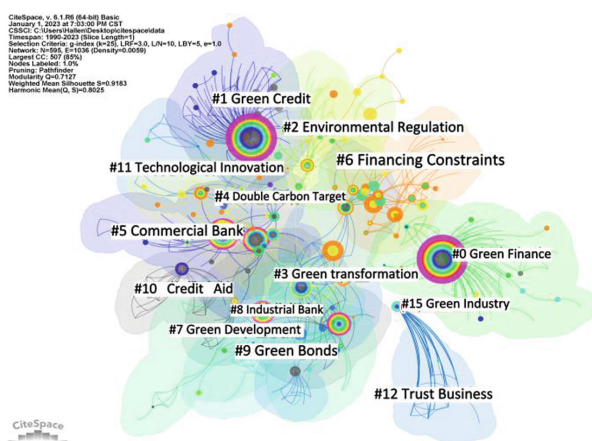 CiteSpace, v. 6.1.R6 (64-bit) Basic
January 1, 2023 at 7:03:00 PM CST
CSSCI: C:\Users\Hallen\Desktop\citespace\data
Timespan: 1990-2023 (Slice Length=1)
Selection Criteria: g-index (k=25), LRF=3.0, L/N=10, LBY=5, e=1.0
Network: N=595, E=1036 (Density=0.0059)
Largest CC: 507 (85%)
Nodes Labeled: 1.0%
Pruning: Pathfinder
Modularity Q=0.7127
Weighted Mean Silhouette S=0.9183
Harmonic Mean(Q, S)=0.8025
#1 Green Credit
#2 Environmental Regulation
#6 Financing Constraints
#11 Technological Innovation
#4 Double Carbon Target
#5 Commercial Bank
#0 Green Finance
#3 Green transformation
#10 Credit Aid
#15 Green Industry
#8 Industrial Bank
#7 Green Development
#9 Green Bonds
#12 Trust Business
CiteSpace